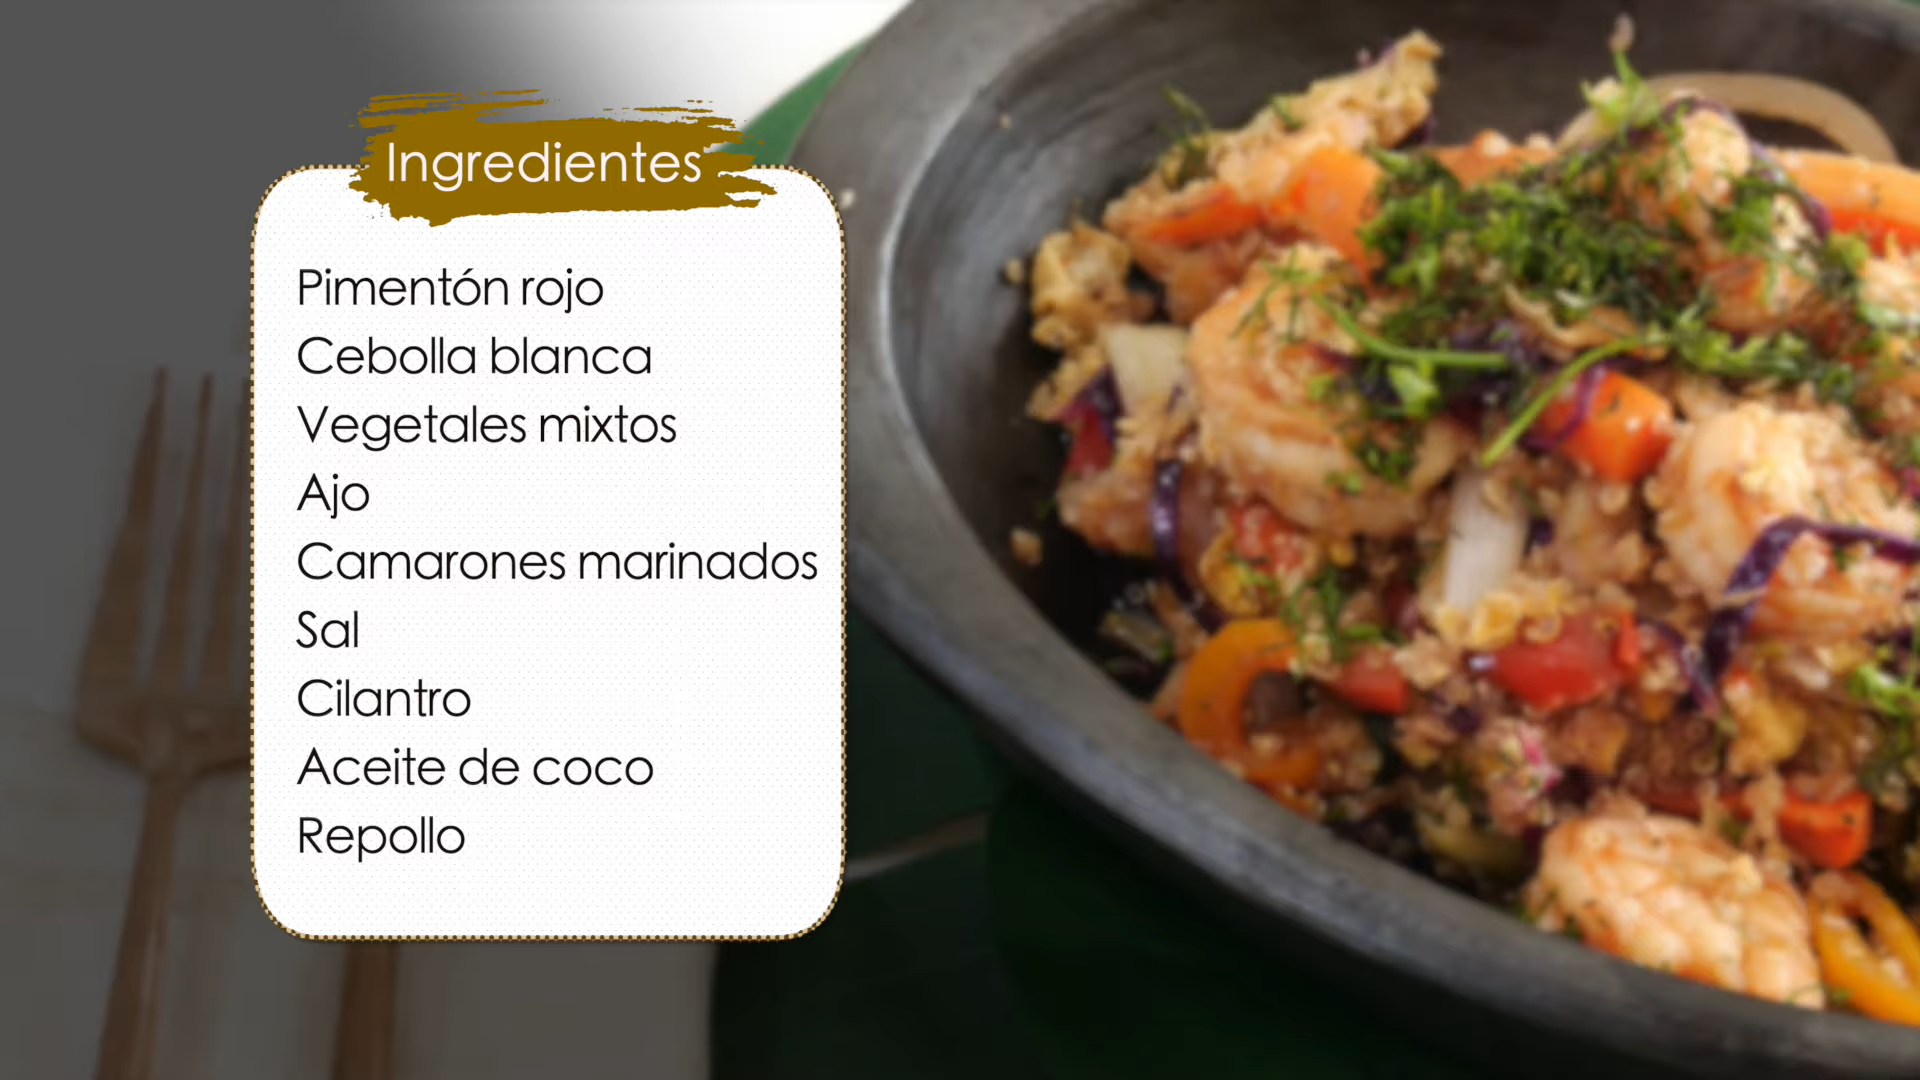 Ingredientes
Pimentón rojo
Cebolla blanca
Vegetales mixtos
Ajo
Camarones marinados
Sal
Cilantro
Aceite de coco
Repollo